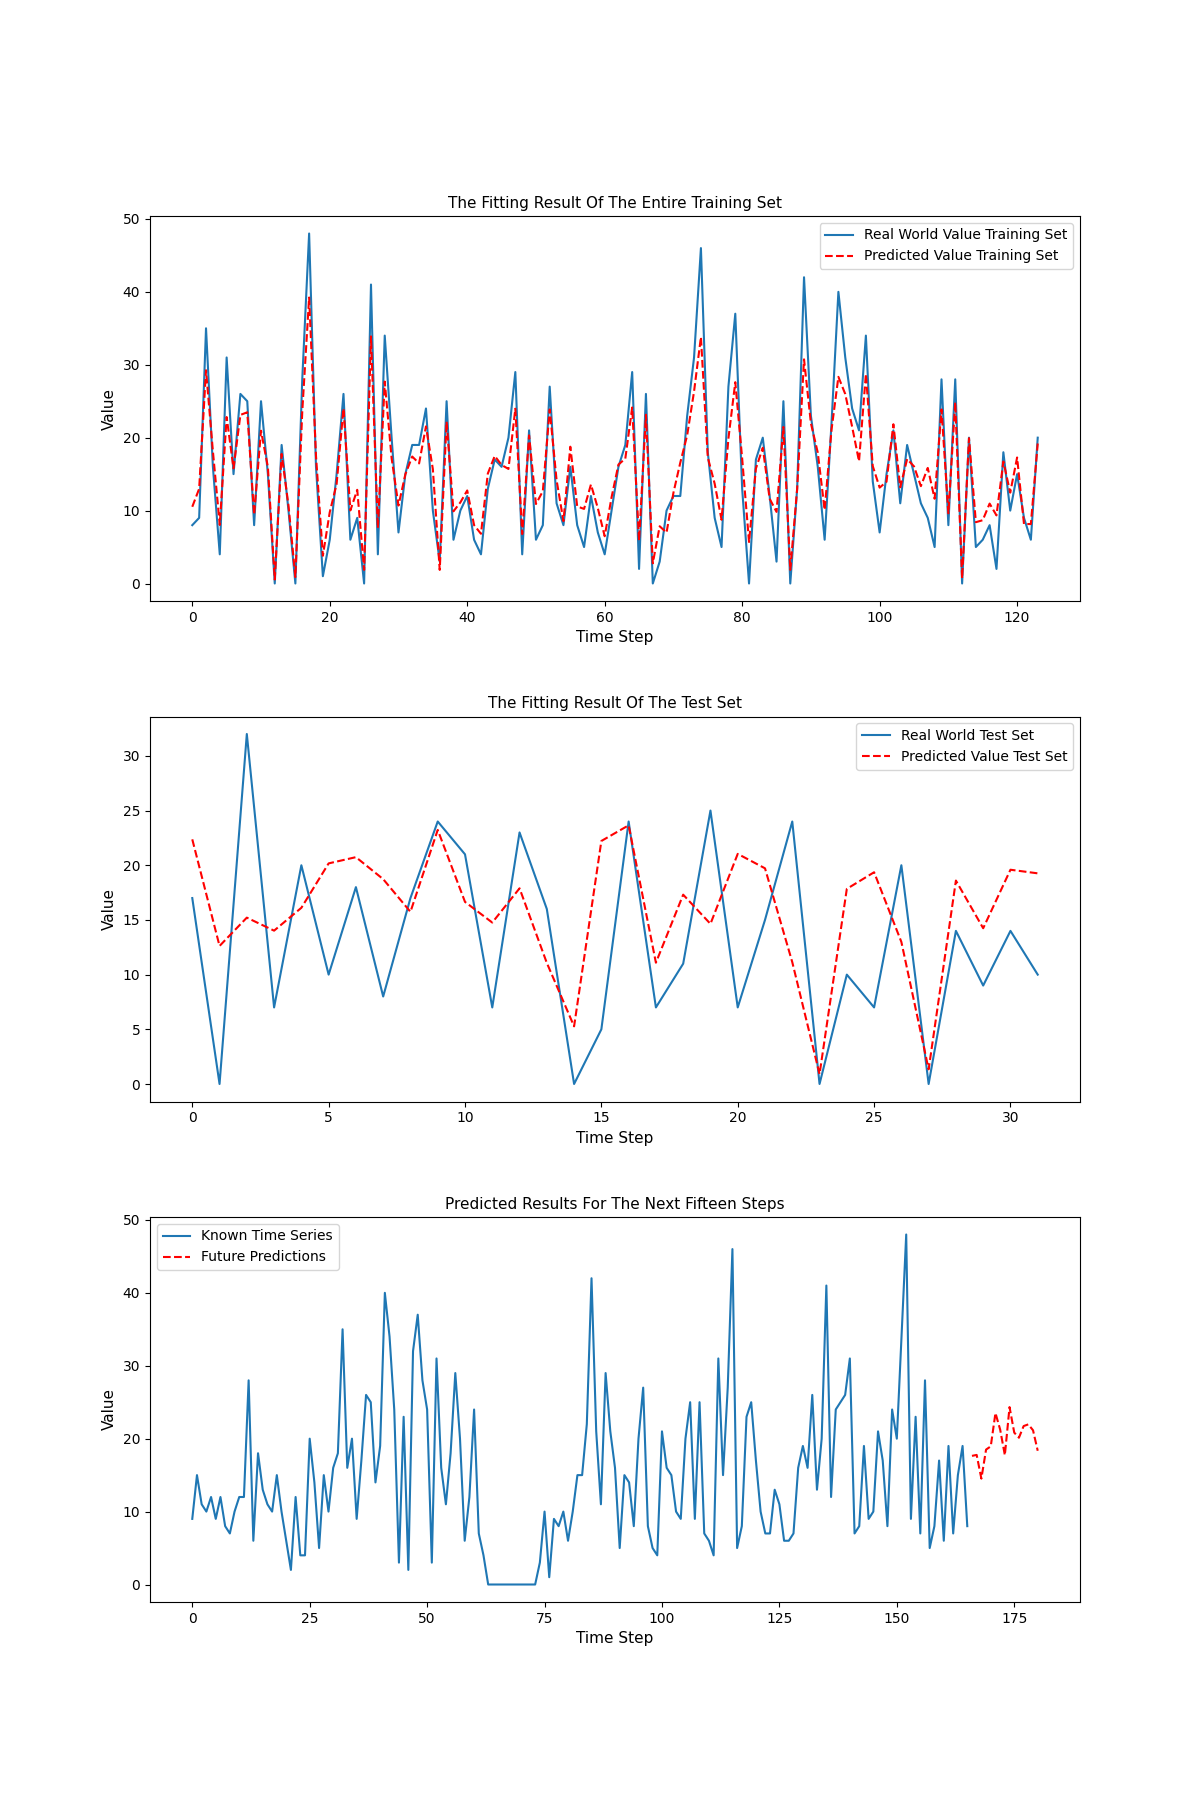 The Fitting Result Of The Entire Training Set
50
40
30
20
10
0
Value
Real World Value Training Set
Predicted Value Training Set
0 20 40 60 80 100 120
Time Step
The Fitting Result Of The Test Set
30
25
20
15
10
5
0
Value
Real World Test Set
Predicted Value Test Set
0 5 10 15 20 25 30
Time Step
Predicted Results For The Next Fifteen Steps
50
40
30
20
10
0
Value
Known Time Series
Future Predictions
0 25 50 75 100 125 150 175
Time Step